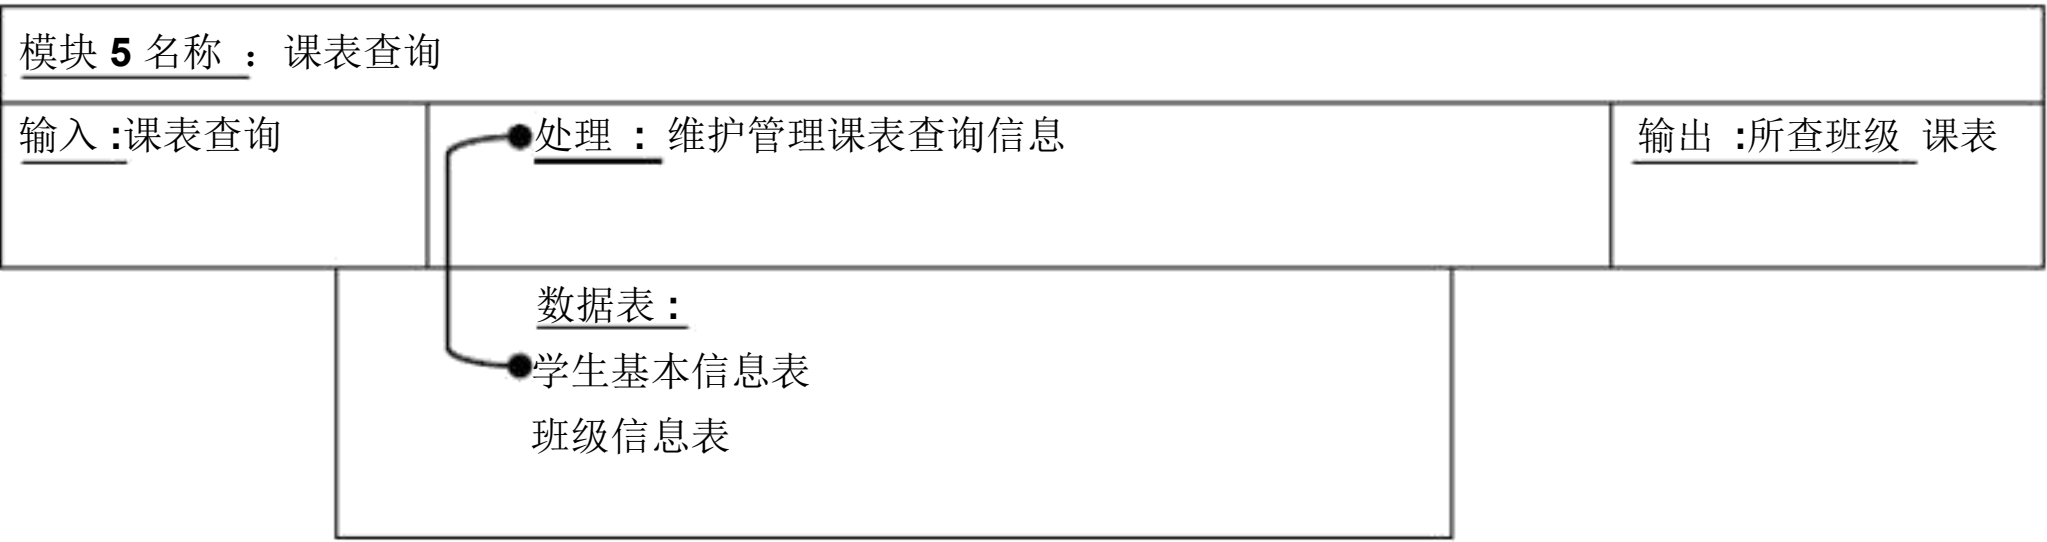 模块 5 名称 ：课表查询
输入 :课表查询
处理 ：维护管理课表查询信息
输出 :所查班级 课表
数据表：
学生基本信息表
班级信息表